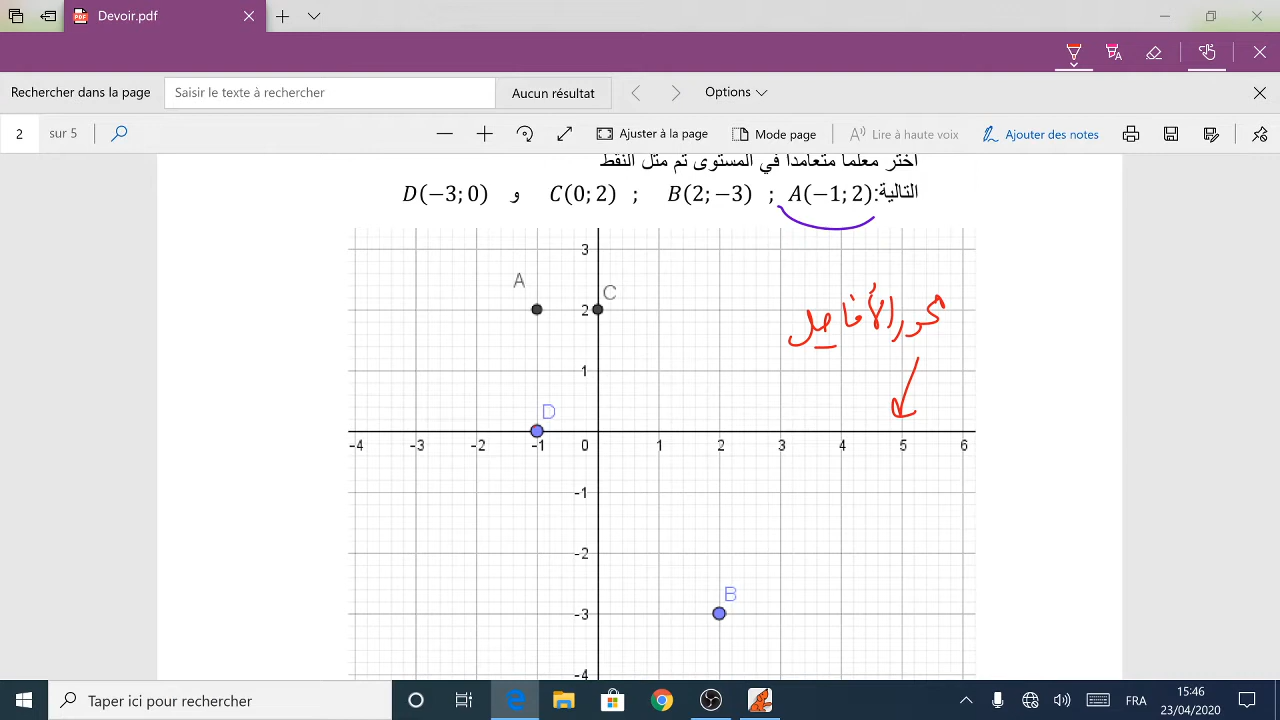 Devoir.pdf
Rechercher dans la page
Saisir le texte à rechercher
Aucun résultat
Options
2 sur 5
Ajuster à la page
Mode page
Lire à haute voix
Ajouter des notes
اختر معلما متعامدا في المستوى ثم مثل النقط
التالية: A(−1; 2) ; B(2; −3) ; C(0; 2) و D(−3; 0)
3
A
C
2
محور الأفاصل
1
D
-4 -3 -2 -1 0 1 2 3 4 5 6
-1
-2
B
-3
-4
Taper ici pour rechercher
FRA
15:46
23/04/2020